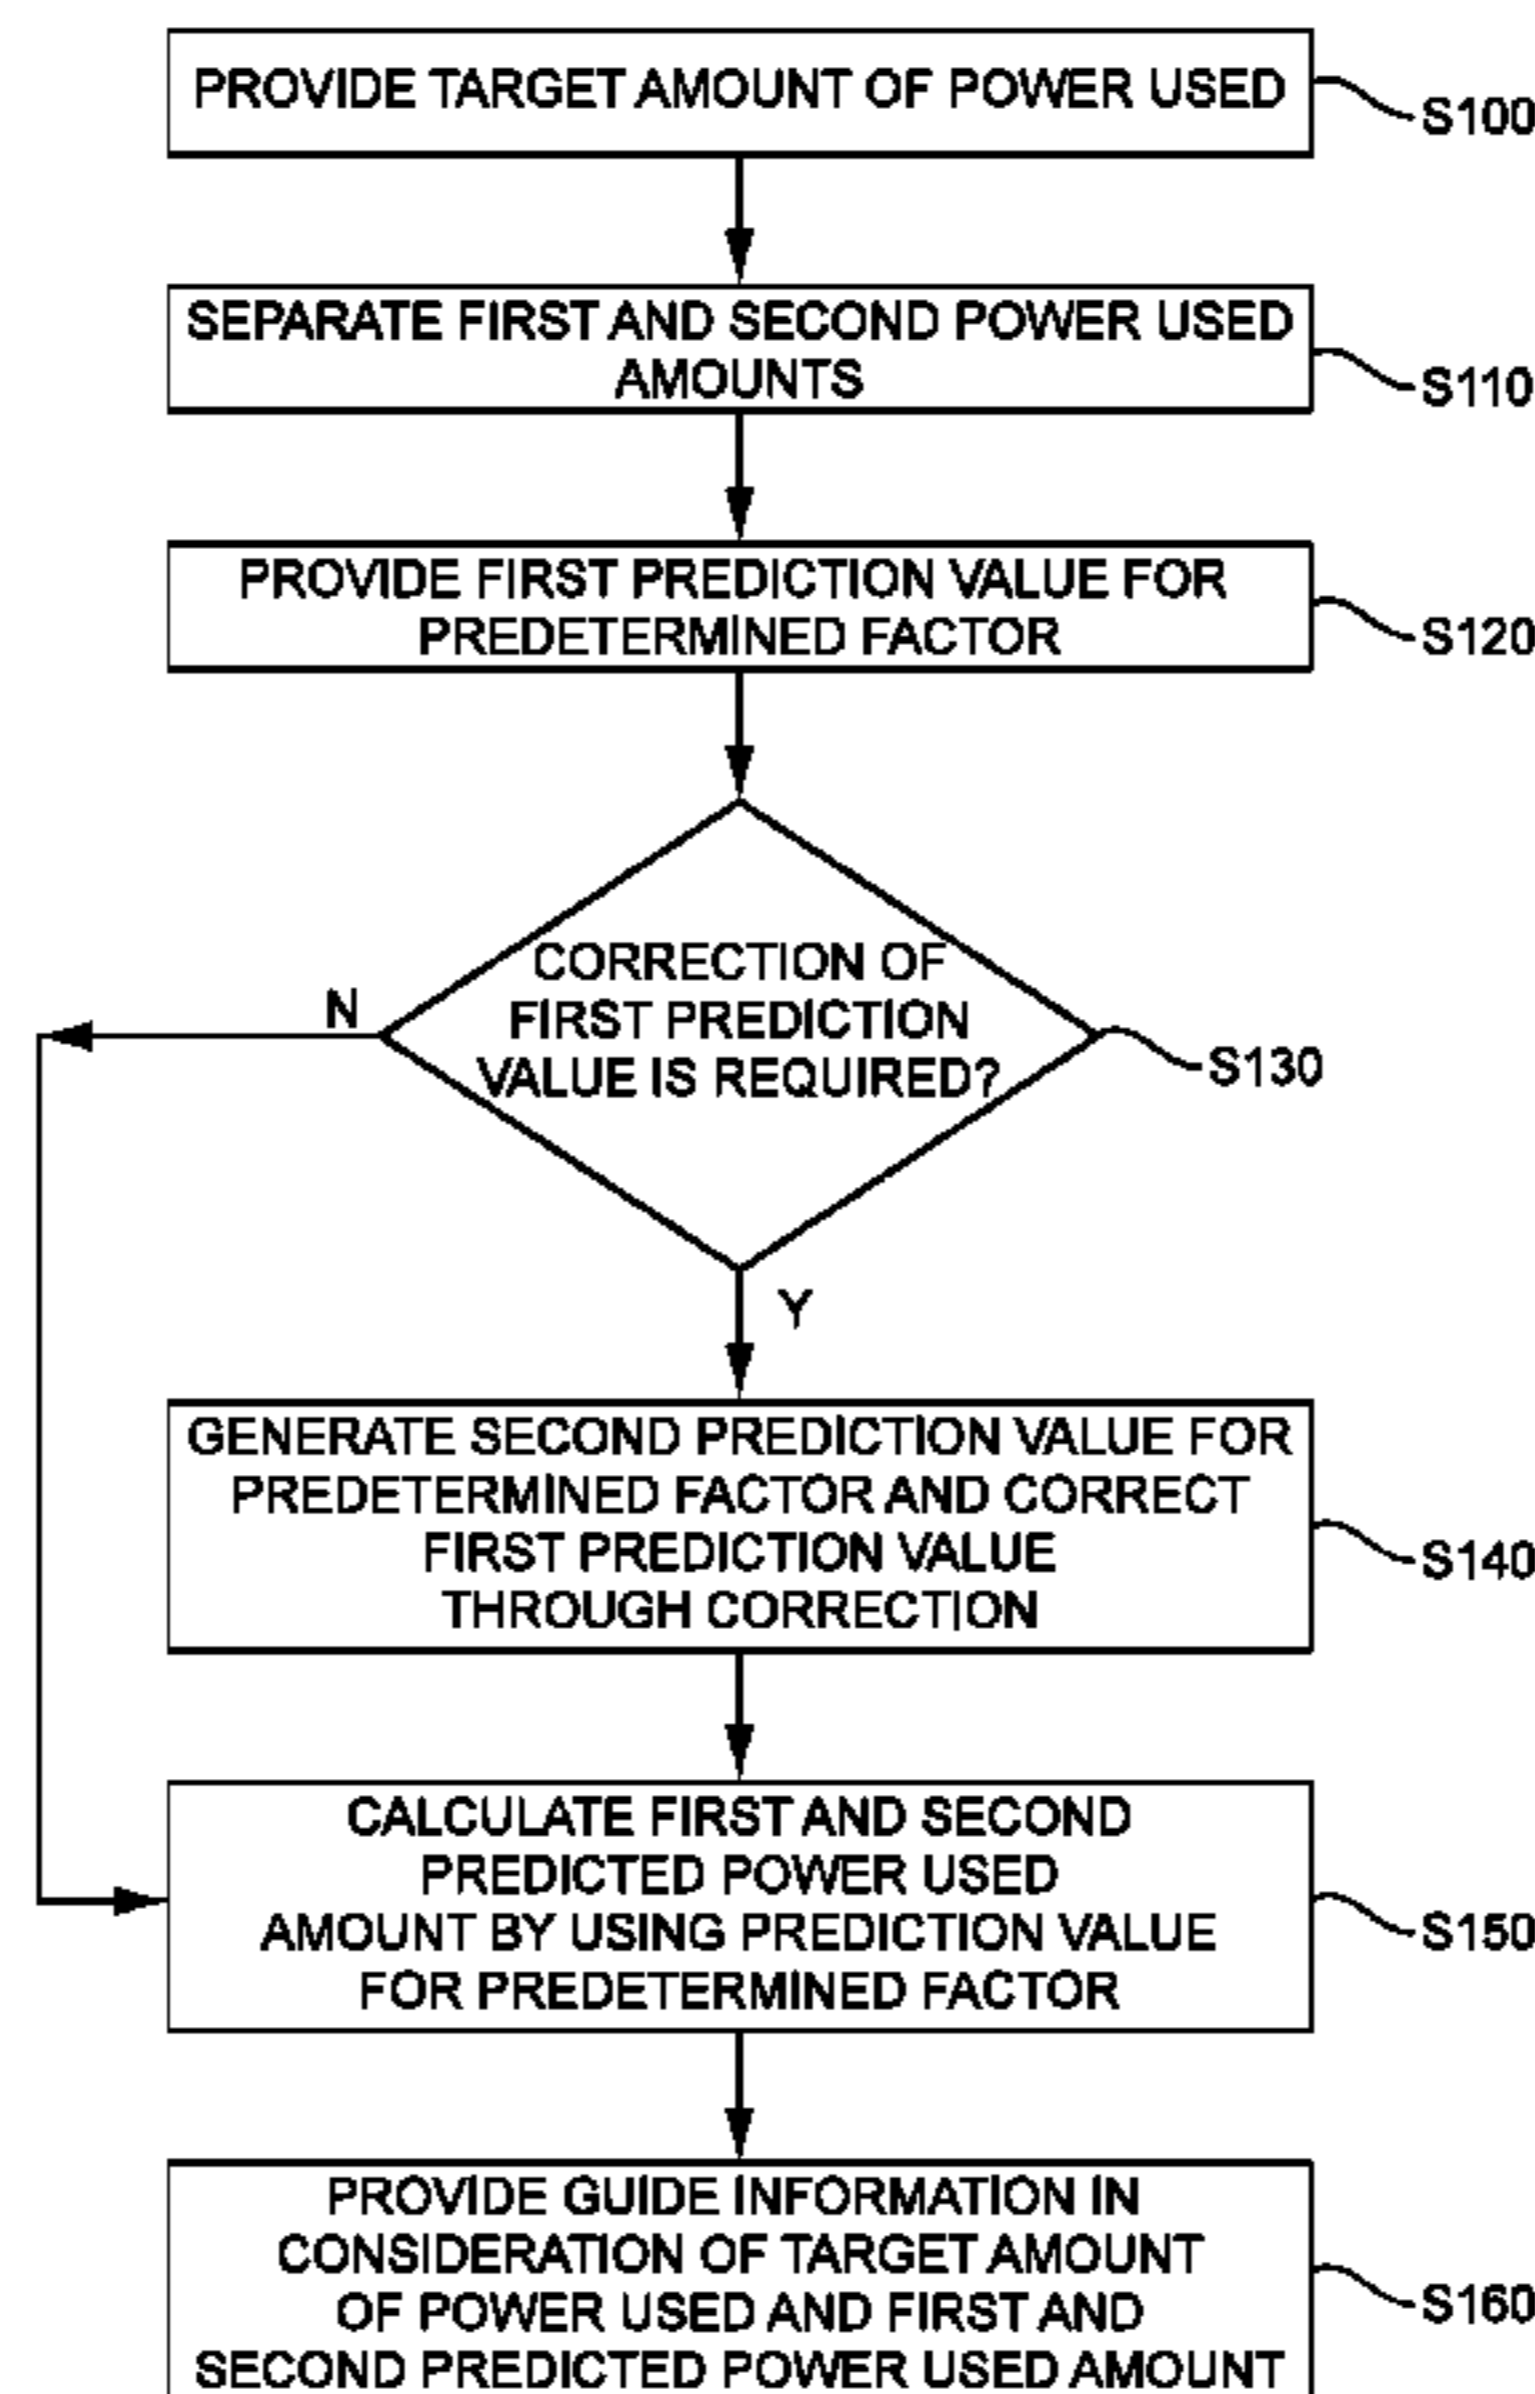 PROVIDE TARGET AMOUNT OF POWER USED
S100
SEPARATE FIRST AND SECOND POWER USED
AMOUNTS
S110
PROVIDE FIRST PREDICTION VALUE FOR
PREDETERMINED FACTOR
S120
CORRECTION OF
FIRST PREDICTION
VALUE IS REQUIRED?
N
S130
Y
GENERATE SECOND PREDICTION VALUE FOR
PREDETERMINED FACTOR AND CORRECT
FIRST PREDICTION VALUE
THROUGH CORRECTION
S140
CALCULATE FIRST AND SECOND
PREDICTED POWER USED
AMOUNT BY USING PREDICTION VALUE
FOR PREDETERMINED FACTOR
S150
PROVIDE GUIDE INFORMATION IN
CONSIDERATION OF TARGET AMOUNT
OF POWER USED AND FIRST AND
SECOND PREDICTED POWER USED AMOUNT
S160